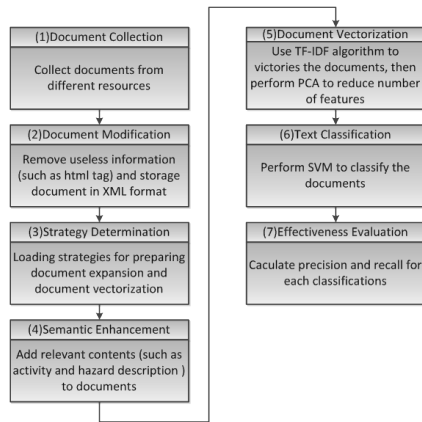 (1)Document Collection
Collect documents from
different resources
(2)Document Modification
Remove useless information
(such as html tag) and storage
document in XML format
(3)Strategy Determination
Loading strategies for preparing
document expansion and
document vectorization
(4)Semantic Enhancement
Add relevant contents (such as
activity and hazard description )
to documents
(5)Document Vectorization
Use TF-IDF algorithm to
victories the documents, then
perform PCA to reduce number
of features
(6)Text Classification
Perform SVM to classify the
documents
(7)Effectiveness Evaluation
Caculate precision and recall for
each classifications